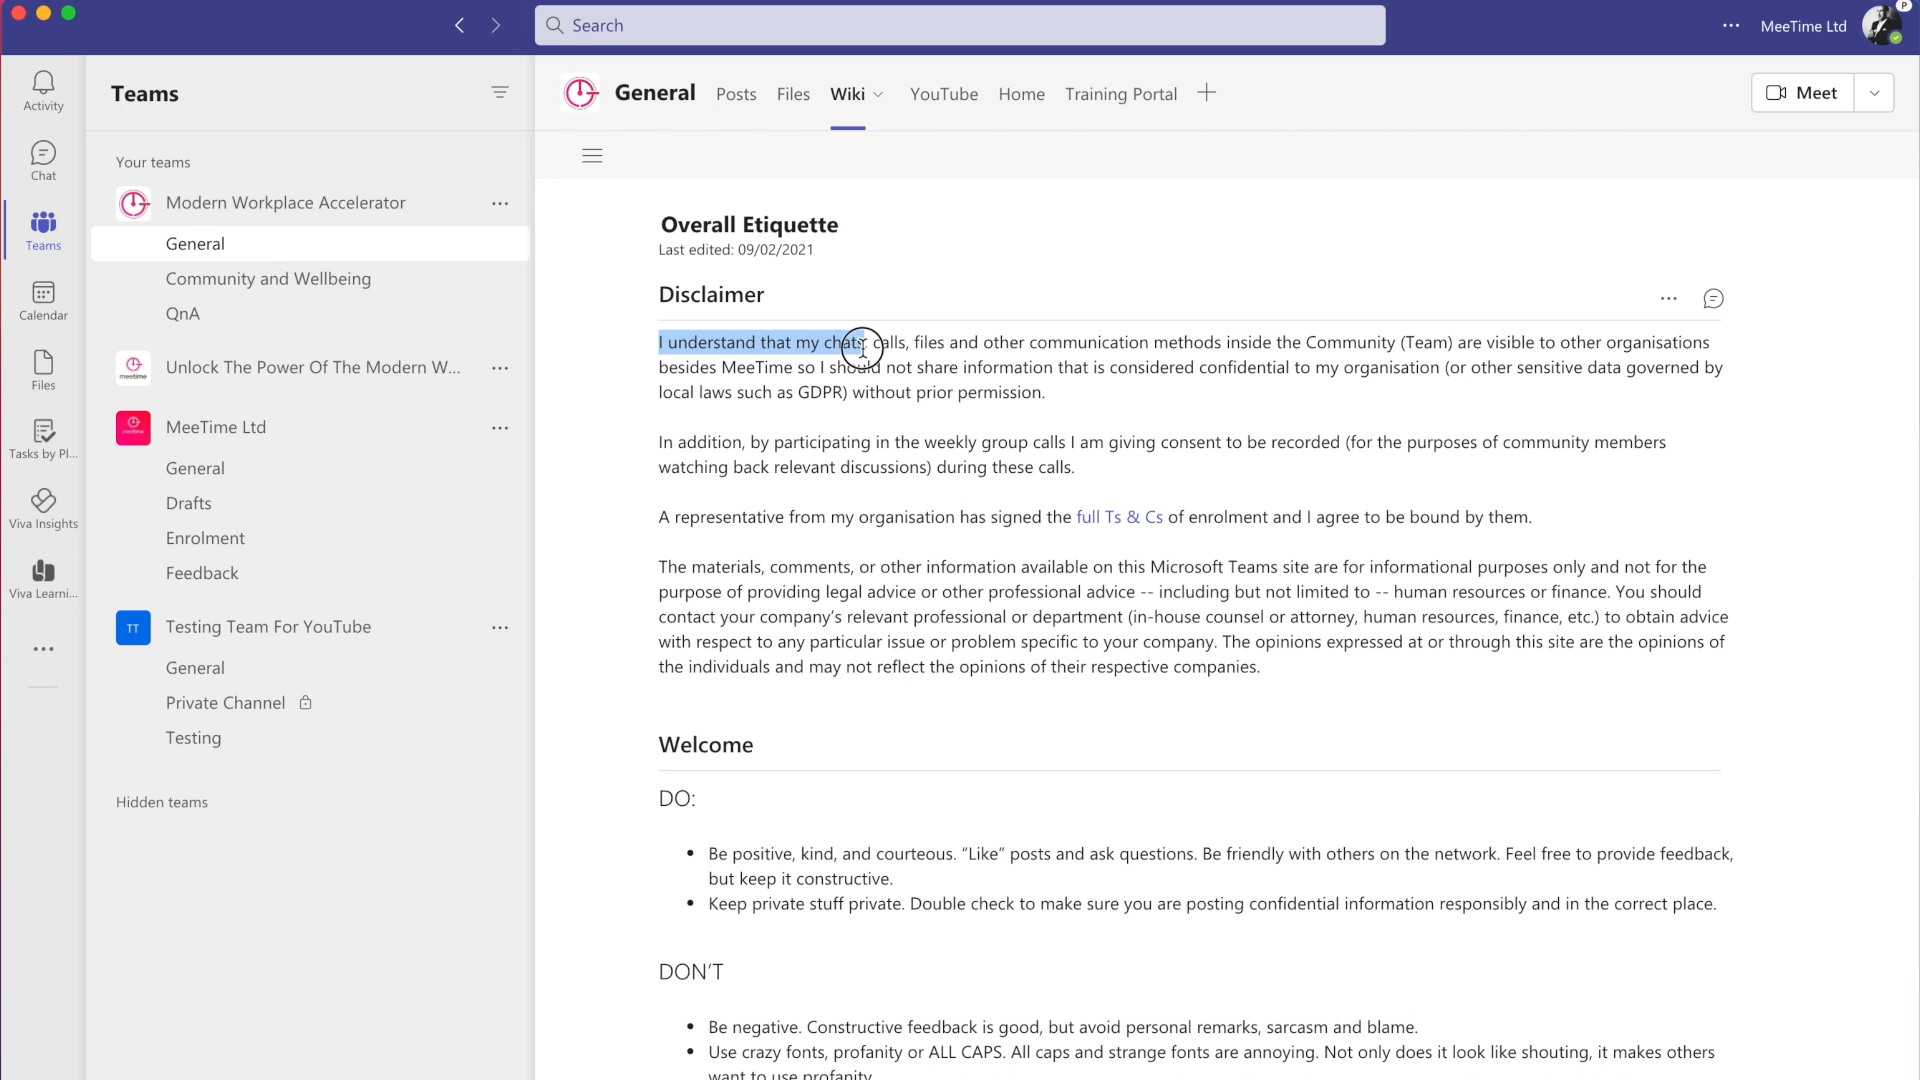 Search
MeeTime Ltd
P
Activity
Chat
Teams
Calendar
Files
Tasks by Pl...
Viva Insights
Viva Learni...
Teams
Your teams
Modern Workplace Accelerator
General
Community and Wellbeing
QnA
meetime
Unlock The Power Of The Modern W...
MeeTime Ltd
General
Drafts
Enrolment
Feedback
TT
Testing Team For YouTube
General
Private Channel
Testing
Hidden teams
General Posts Files Wiki YouTube Home Training Portal
Meet
Overall Etiquette
Last edited: 09/02/2021
Disclaimer
I understand that my chats, calls, files and other communication methods inside the Community (Team) are visible to other organisations
besides MeeTime so I should not share information that is considered confidential to my organisation (or other sensitive data governed by
local laws such as GDPR) without prior permission.
In addition, by participating in the weekly group calls I am giving consent to be recorded (for the purposes of community members
watching back relevant discussions) during these calls.
A representative from my organisation has signed the full Ts & Cs of enrolment and I agree to be bound by them.
The materials, comments, or other information available on this Microsoft Teams site are for informational purposes only and not for the
purpose of providing legal advice or other professional advice -- including but not limited to -- human resources or finance. You should
contact your company’s relevant professional or department (in-house counsel or attorney, human resources, finance, etc.) to obtain advice
with respect to any particular issue or problem specific to your company. The opinions expressed at or through this site are the opinions of
the individuals and may not reflect the opinions of their respective companies.
Welcome
DO:
Be positive, kind, and courteous. “Like” posts and ask questions. Be friendly with others on the network. Feel free to provide feedback,
but keep it constructive.
Keep private stuff private. Double check to make sure you are posting confidential information responsibly and in the correct place.
DON’T
Be negative. Constructive feedback is good, but avoid personal remarks, sarcasm and blame.
Use crazy fonts, profanity or ALL CAPS. All caps and strange fonts are annoying. Not only does it look like shouting, it makes others
want to use profanity.